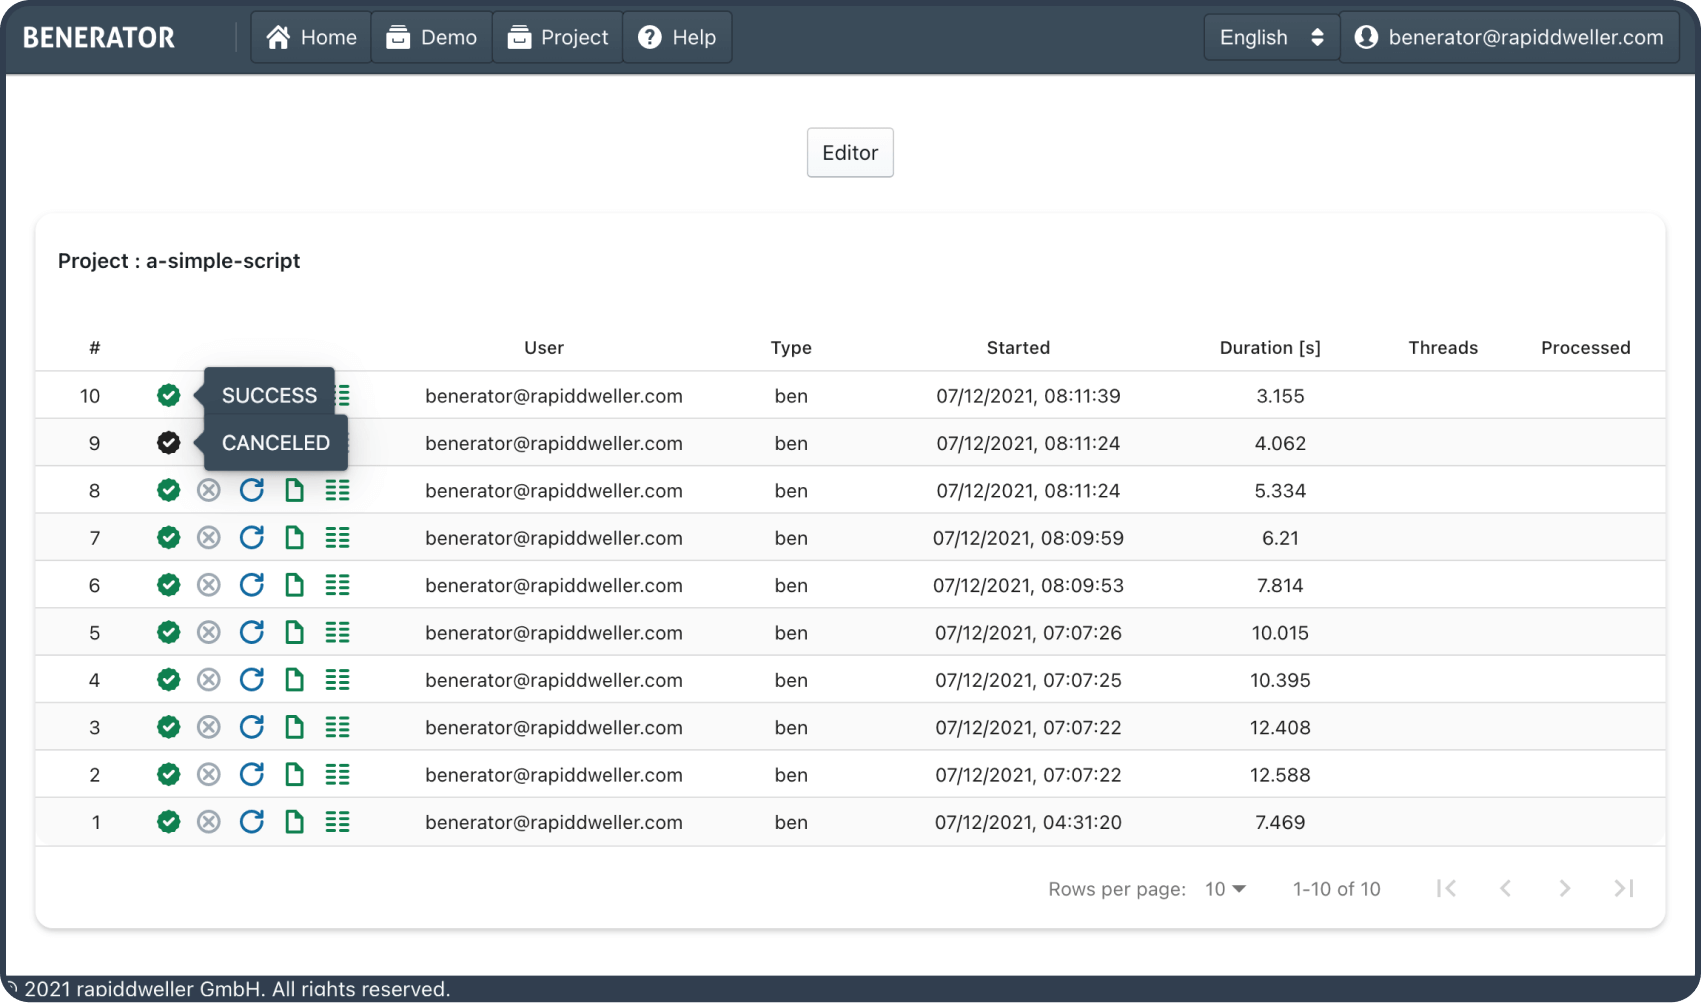 BENERATOR Home Demo Project Help English benerator@rapiddweller.com
Editor
Project : a-simple-script
# User Type Started Duration [s] Threads Processed
10 SUCCESS benerator@rapiddweller.com ben 07/12/2021, 08:11:39 3.155
9 CANCELED benerator@rapiddweller.com ben 07/12/2021, 08:11:24 4.062
8 benerator@rapiddweller.com ben 07/12/2021, 08:11:24 5.334
7 benerator@rapiddweller.com ben 07/12/2021, 08:09:59 6.21
6 benerator@rapiddweller.com ben 07/12/2021, 08:09:53 7.814
5 benerator@rapiddweller.com ben 07/12/2021, 07:07:26 10.015
4 benerator@rapiddweller.com ben 07/12/2021, 07:07:25 10.395
3 benerator@rapiddweller.com ben 07/12/2021, 07:07:22 12.408
2 benerator@rapiddweller.com ben 07/12/2021, 07:07:22 12.588
1 benerator@rapiddweller.com ben 07/12/2021, 04:31:20 7.469
Rows per page: 10 1-10 of 10
© 2021 rapiddweller GmbH. All rights reserved.